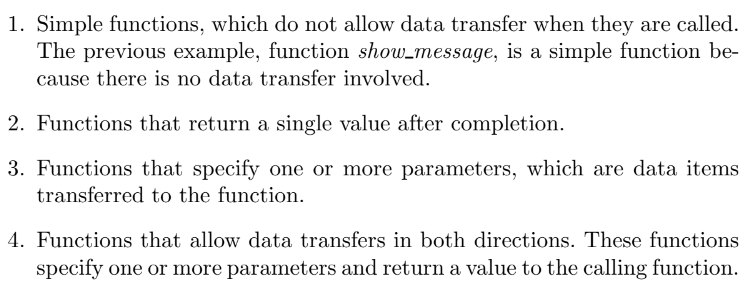 1. Simple functions, which do not allow data transfer when they are called.
The previous example, function show_message, is a simple function be-
cause there is no data transfer involved.
2. Functions that return a single value after completion.
3. Functions that specify one or more parameters, which are data items
transferred to the function.
4. Functions that allow data transfers in both directions. These functions
specify one or more parameters and return a value to the calling function.